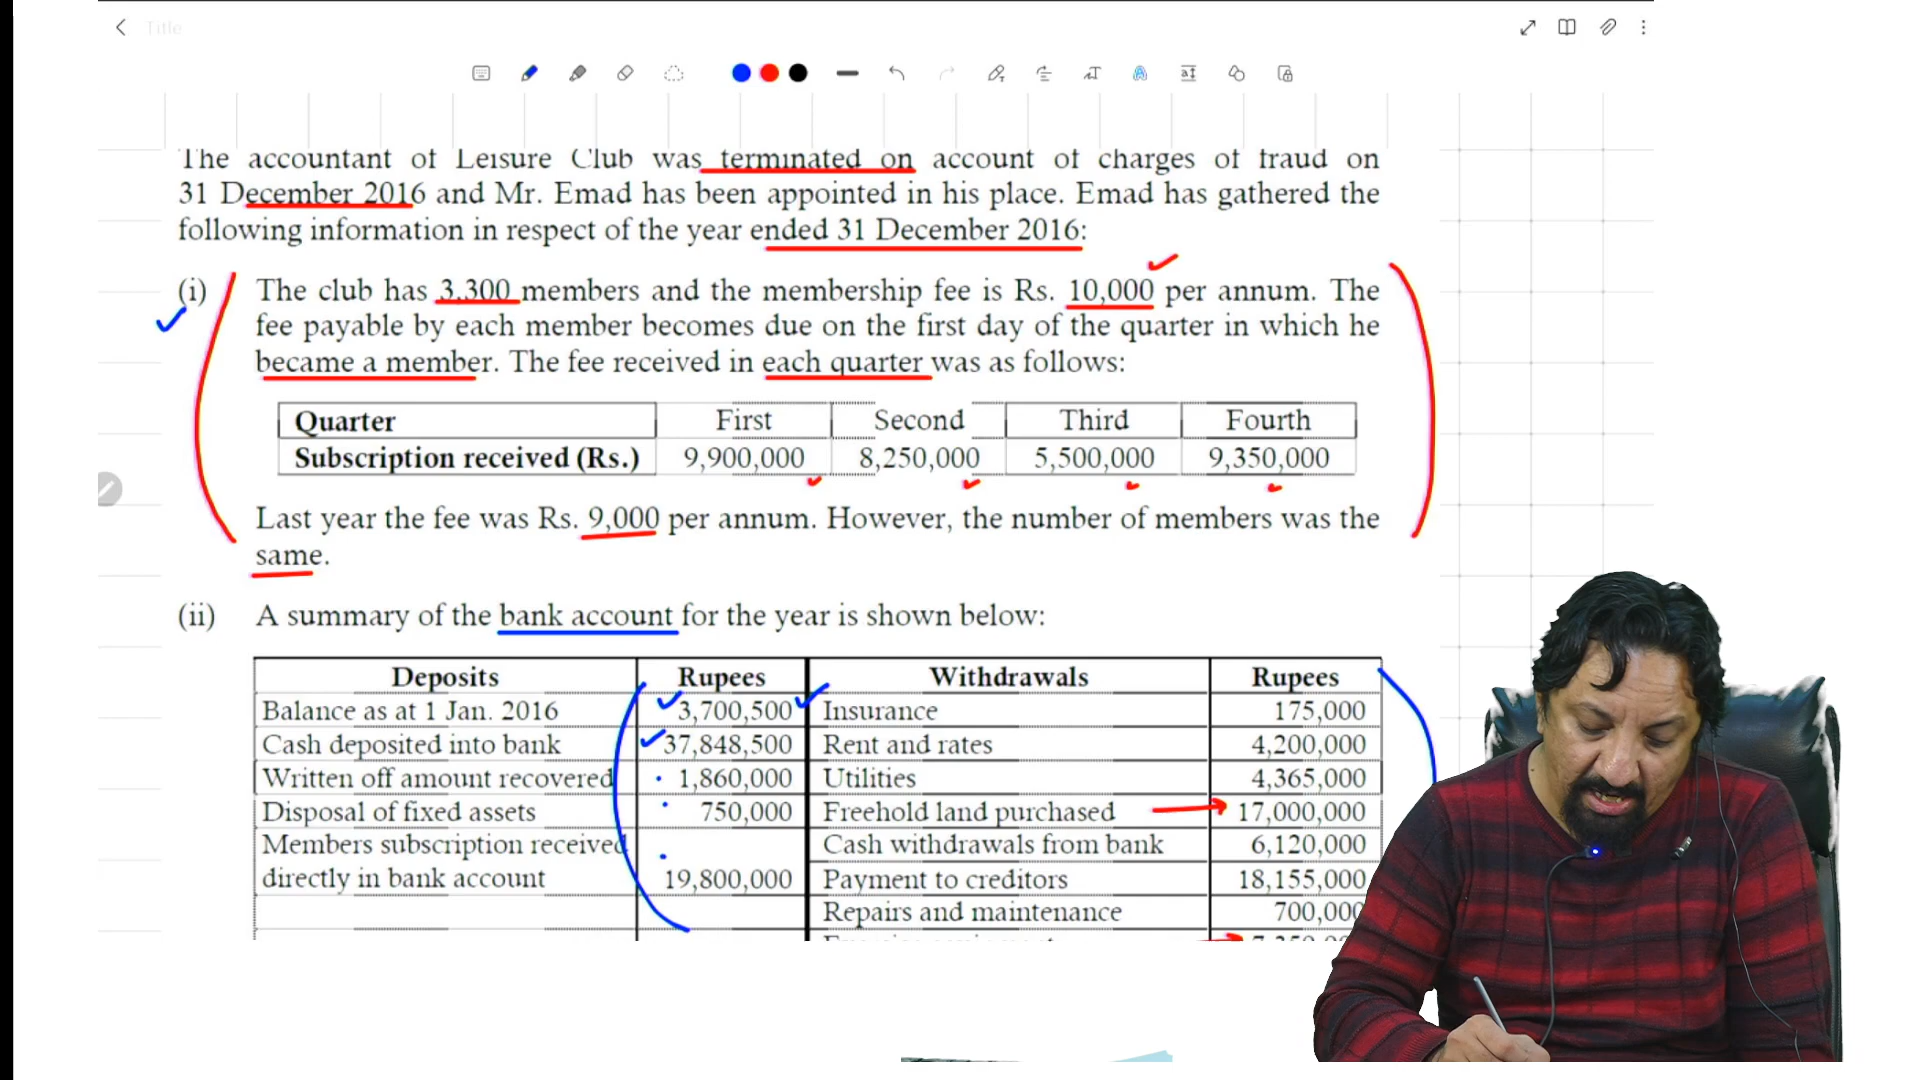 Title
The accountant of Leisure Club was terminated on account of charges of fraud on
31 December 2016 and Mr. Emad has been appointed in his place. Emad has gathered the
following information in respect of the year ended 31 December 2016:
(i) The club has 3,300 members and the membership fee is Rs. 10,000 per annum. The
fee payable by each member becomes due on the first day of the quarter in which he
became a member. The fee received in each quarter was as follows:
Quarter First Second Third Fourth
Subscription received (Rs.) 9,900,000 8,250,000 5,500,000 9,350,000
Last year the fee was Rs. 9,000 per annum. However, the number of members was the
same.
(ii) A summary of the bank account for the year is shown below:
Deposits Rupees Withdrawals Rupees
Balance as at 1 Jan. 2016 3,700,500 Insurance 175,000
Cash deposited into bank 37,848,500 Rent and rates 4,200,000
Written off amount recovered 1,860,000 Utilities 4,365,000
Disposal of fixed assets 750,000 Freehold land purchased 17,000,000
Members subscription received Cash withdrawals from bank 6,120,000
directly in bank account 19,800,000 Payment to creditors 18,155,000
Repairs and maintenance 700,000